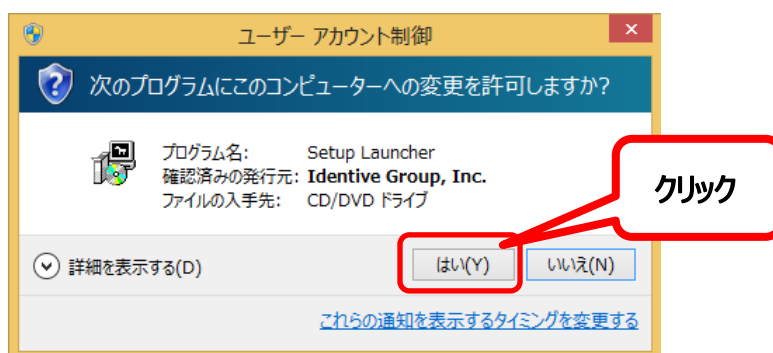 ユーザー アカウント制御
次のプログラムにこのコンピューターへの変更を許可しますか?
プログラム名: Setup Launcher
確認済みの発行元: Identive Group, Inc.
ファイルの入手先: CD/DVD ドライブ
クリック
詳細を表示する(D) はい(Y) いいえ(N)
これらの通知を表示するタイミングを変更する